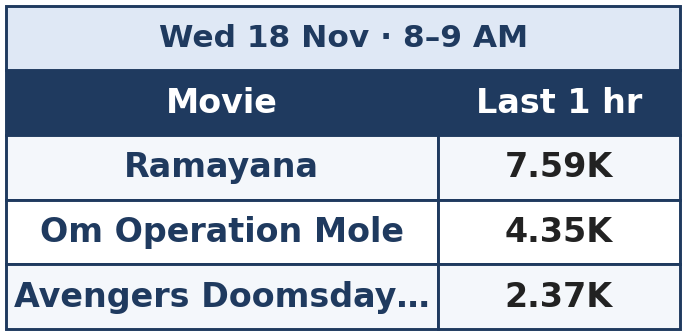 Wed 18 Nov · 8–9 AM
Movie Last 1 hr
Ramayana 7.59K
Om Operation Mole 4.35K
Avengers Doomsday… 2.37K